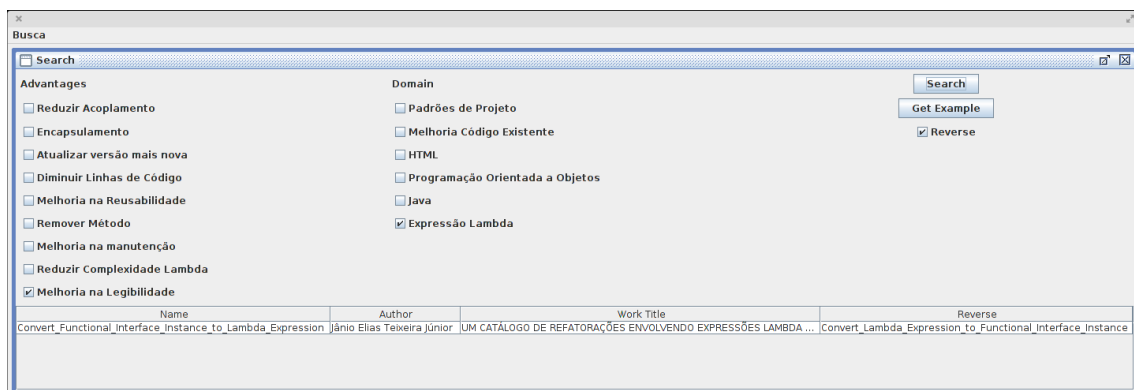 Busca
Search
Advantages Domain Search
Reduzir Acoplamento Padrões de Projeto Get Example
Encapsulamento Melhoria Código Existente Reverse
Atualizar versão mais nova HTML
Diminuir Linhas de Código Programação Orientada a Objetos
Melhoria na Reusabilidade Java
Remover Método Expressão Lambda
Melhoria na manutenção
Reduzir Complexidade Lambda
Melhoria na Legibilidade
Name Author Work Title Reverse
Convert_Functional_Interface_Instance_to_Lambda_Expression Jânio Elias Teixeira Júnior UM CATÁLOGO DE REFATORAÇÕES ENVOLVENDO EXPRESSÕES LAMBDA ... Convert_Lambda_Expression_to_Functional_Interface_Instance